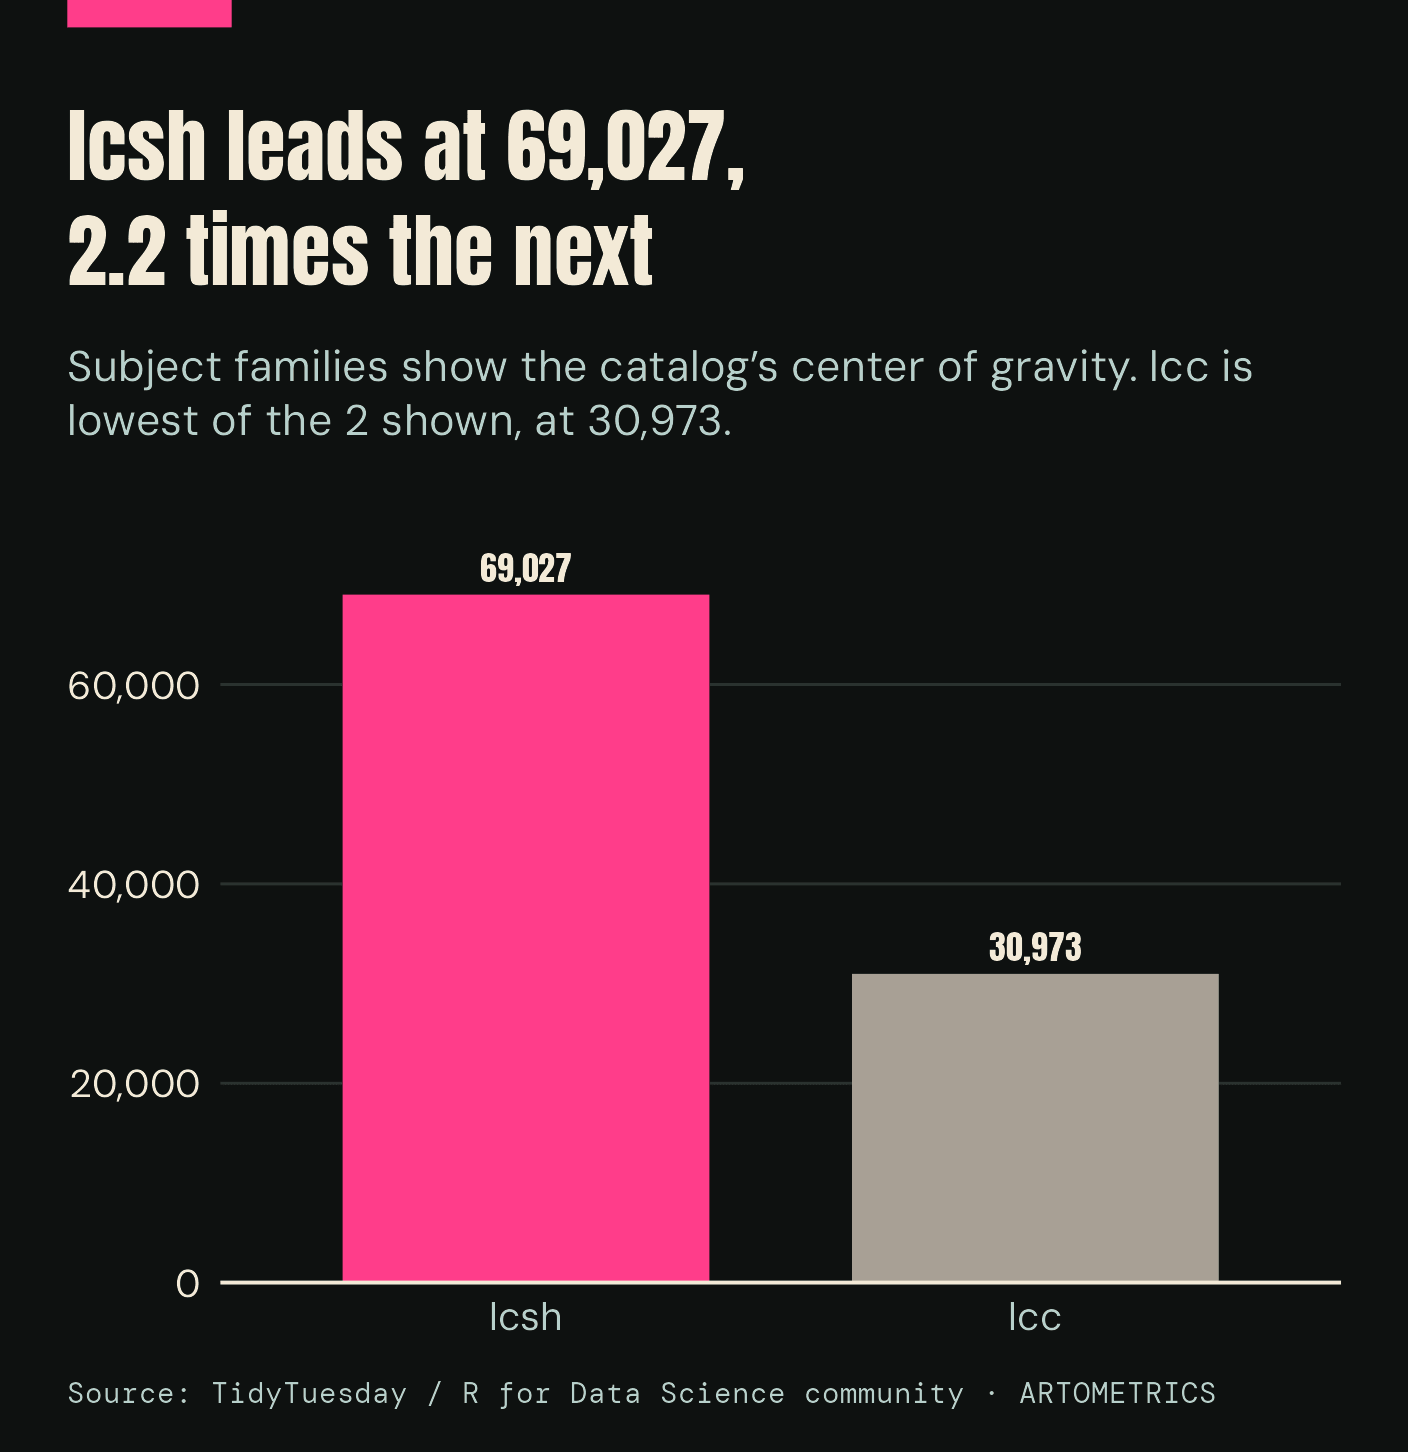 lcsh leads at 69,027,
2.2 times the next
Subject families show the catalog’s center of gravity. lcc is
lowest of the 2 shown, at 30,973.
69,027
60,000
40,000
30,973
20,000
0
lcsh
lcc
Source: TidyTuesday / R for Data Science community · ARTOMETRICS